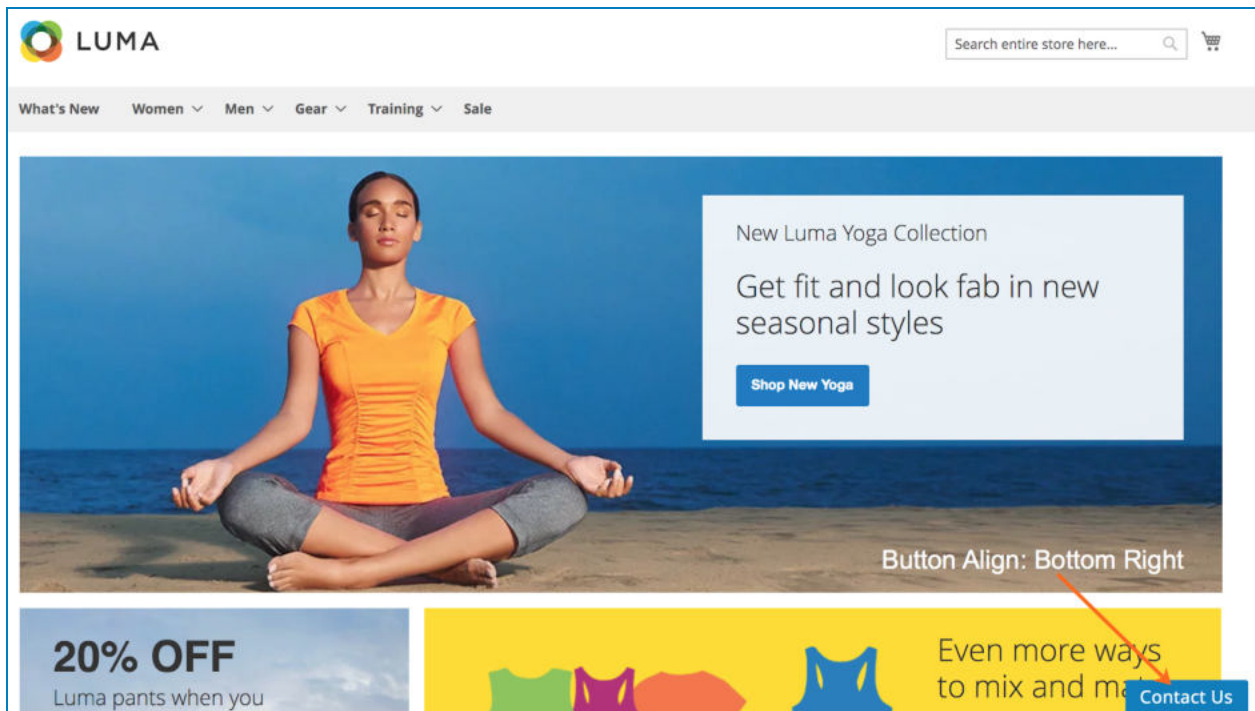 LUMA
Search entire store here...
What's New Women Men Gear Training Sale
New Luma Yoga Collection
Get fit and look fab in new
seasonal styles
Shop New Yoga
Button Align: Bottom Right
20% OFF
Luma pants when you
Even more ways
to mix and
Contact Us